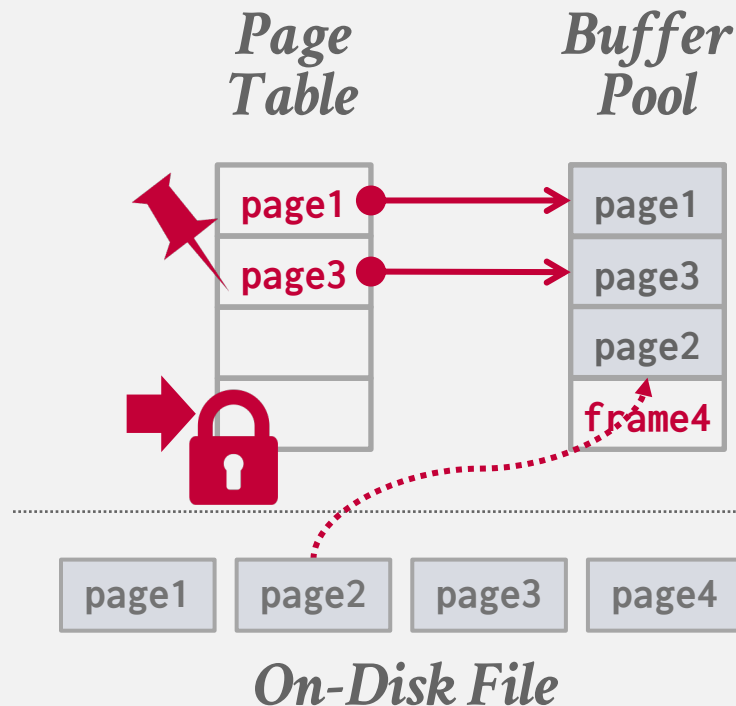 Page
Table
Buffer
Pool
page1
page3
page1
page3
page2
frame4
page1 page2 page3 page4
On-Disk File